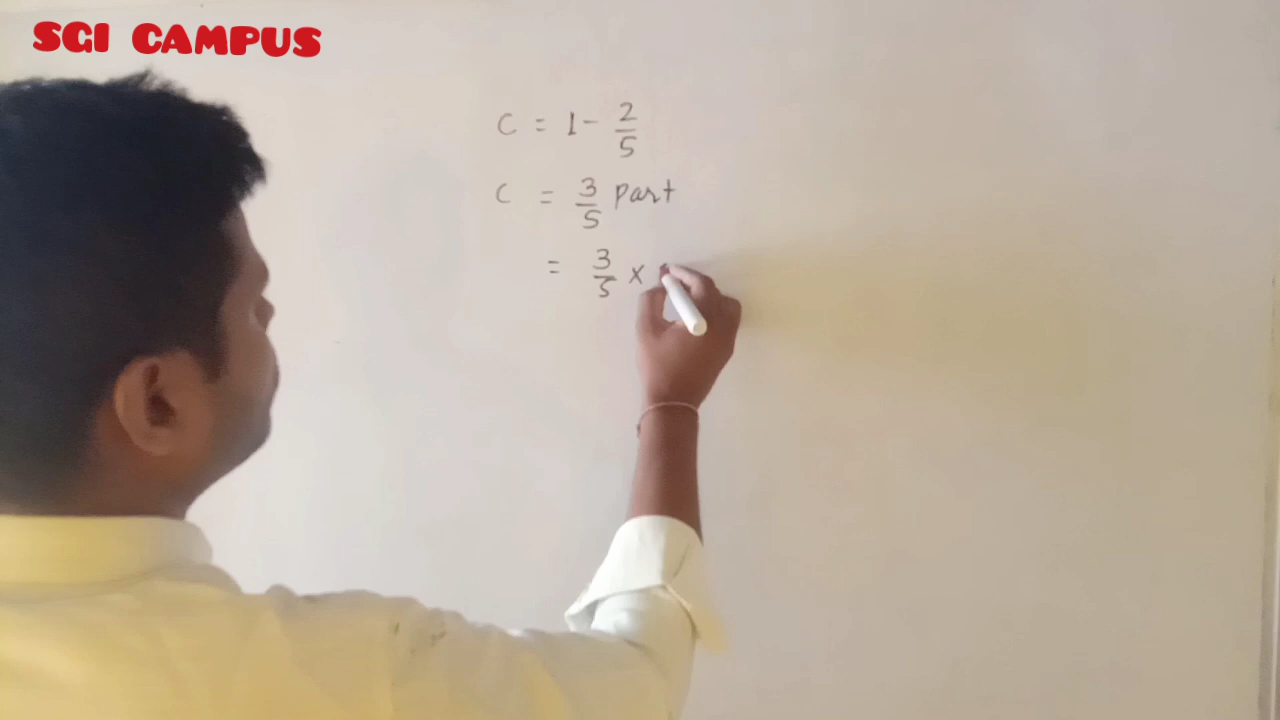 SGI CAMPUS
C = 1 - 2/5
C = 3/5 part
= 3/5 x